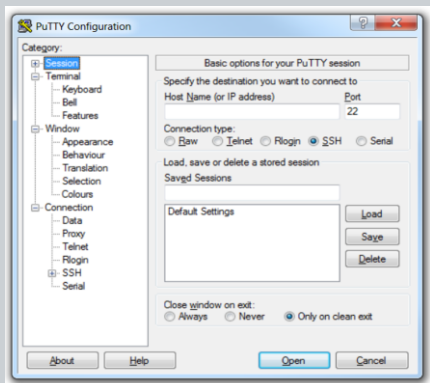 PuTTY Configuration
Category:
Session
Terminal
Keyboard
Bell
Features
Window
Appearance
Behaviour
Translation
Selection
Colours
Connection
Data
Proxy
Telnet
Rlogin
SSH
Serial
Basic options for your PuTTY session
Specify the destination you want to connect to
Host Name (or IP address) Port
22
Connection type:
Raw Telnet Rlogin SSH Serial
Load, save or delete a stored session
Saved Sessions
Default Settings
Load
Save
Delete
Close window on exit:
Always Never Only on clean exit
About Help Open Cancel